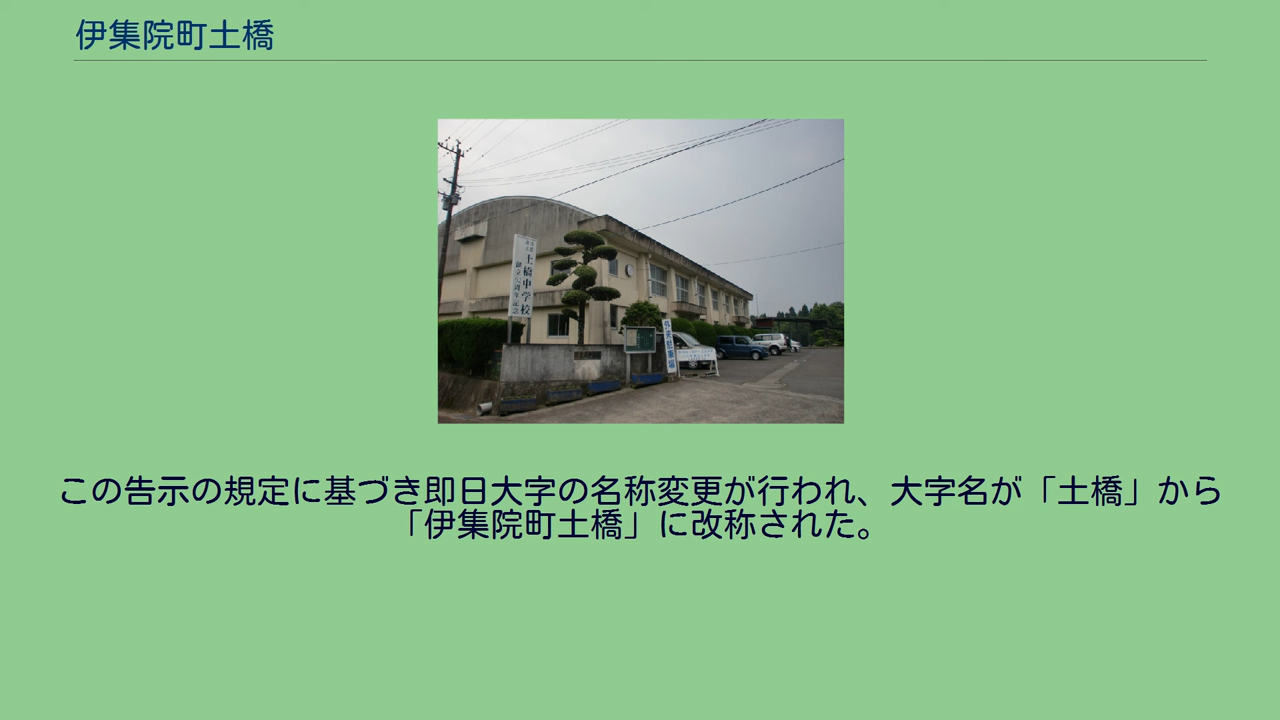 伊集院町土橋
土橋中学校
この告示の規定に基づき即日大字の名称変更が行われ、大字名が「土橋」から
「伊集院町土橋」に改称された。